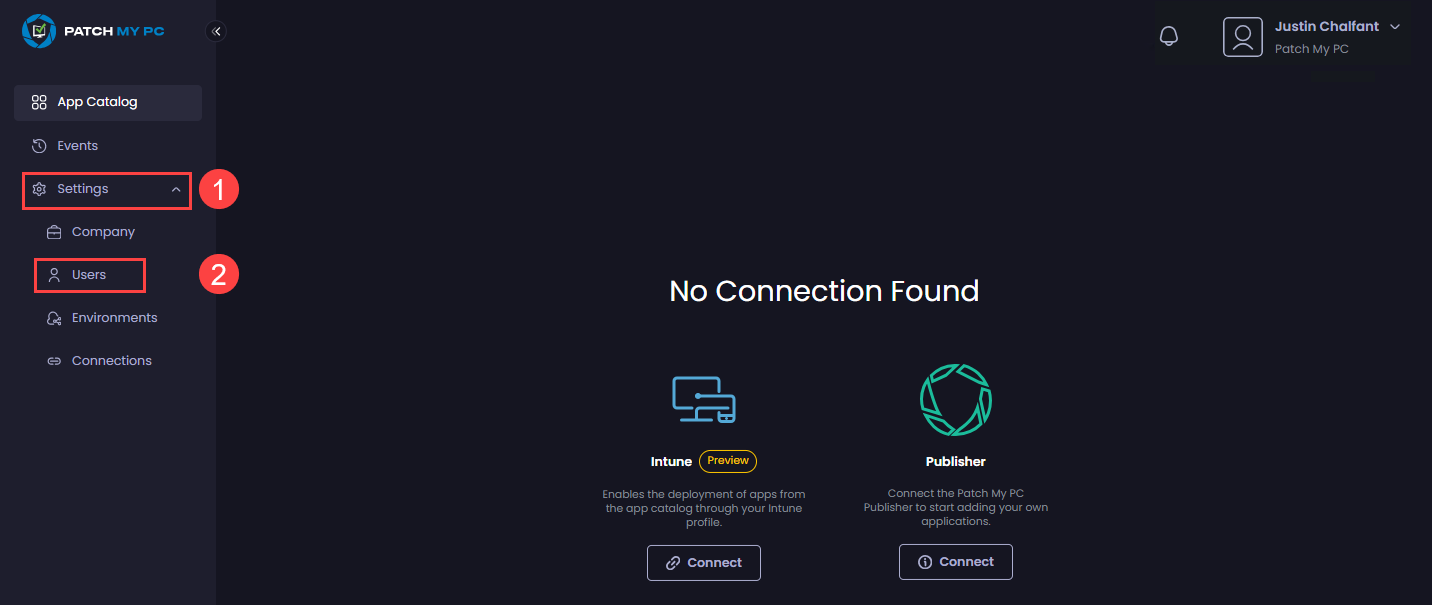 PATCH MY PC
Justin Chalfant
Patch My PC
App Catalog
Events
Settings
1
Company
Users
2
Environments
Connections
No Connection Found
Intune Preview
Enables the deployment of apps from
the app catalog through your Intune
profile.
Connect
Publisher
Connect the Patch My PC
Publisher to start adding your own
applications.
Connect